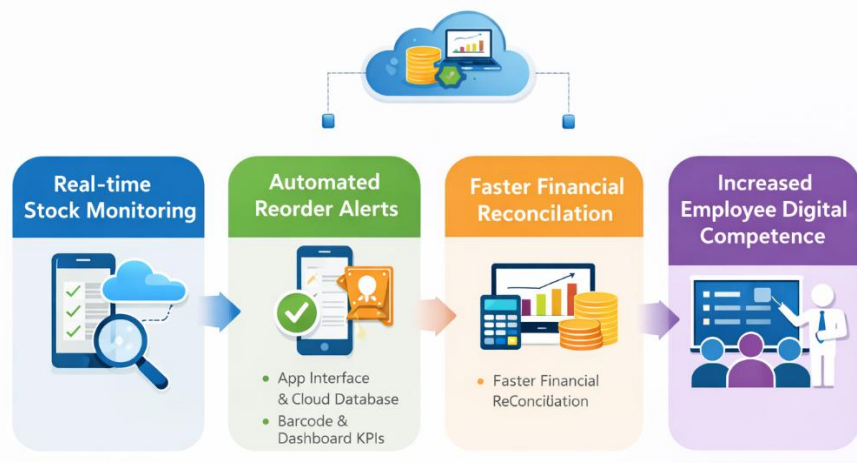 Real-time
Stock Monitoring
Automated
Reorder Alerts
• App Interface
& Cloud Database
• Barcode &
Dashboard KPIs
Faster Financial
Reconcilation
• Faster Financial
ReConciliation
Increased
Employee Digital
Competence